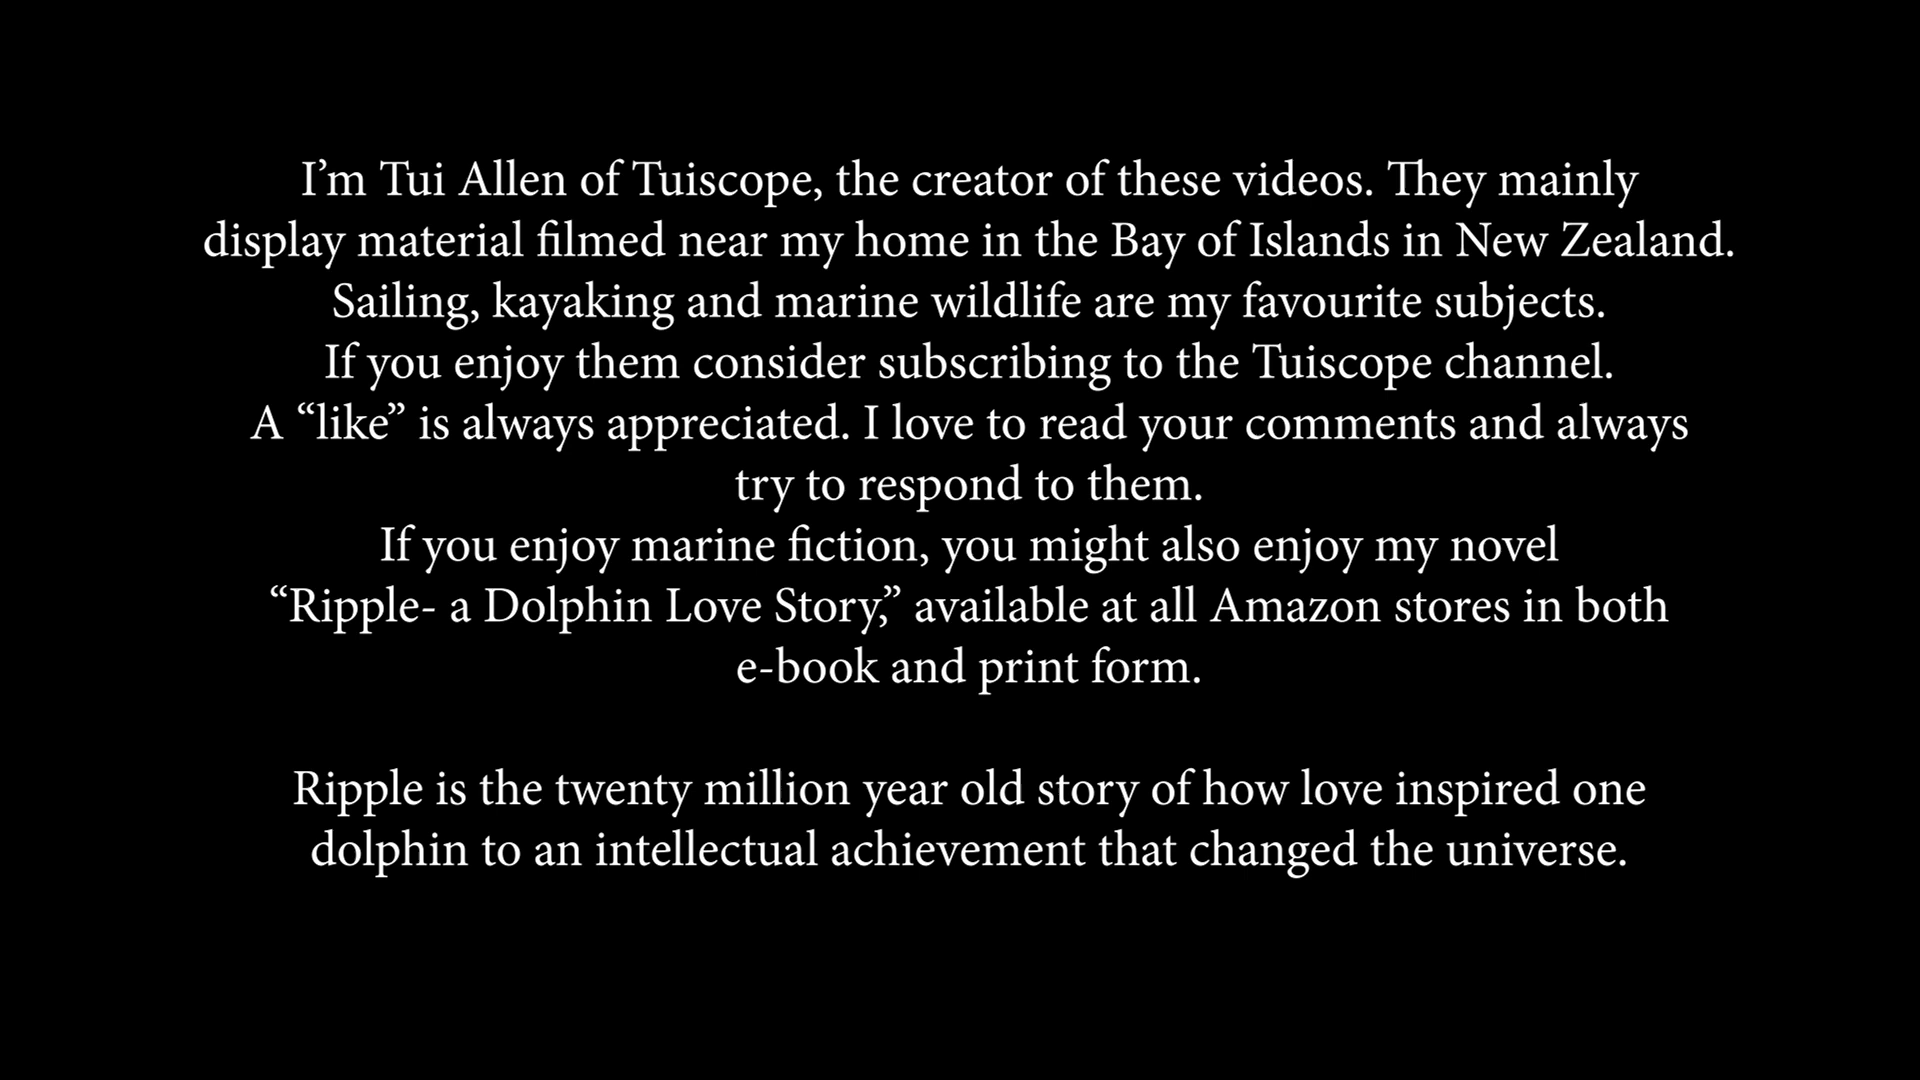 I’m Tui Allen of Tuiscope, the creator of these videos. They mainly
display material filmed near my home in the Bay of Islands in New Zealand.
Sailing, kayaking and marine wildlife are my favourite subjects.
If you enjoy them consider subscribing to the Tuiscope channel.
A “like” is always appreciated. I love to read your comments and always
try to respond to them.
If you enjoy marine fiction, you might also enjoy my novel
“Ripple- a Dolphin Love Story,” available at all Amazon stores in both
e-book and print form.
Ripple is the twenty million year old story of how love inspired one
dolphin to an intellectual achievement that changed the universe.